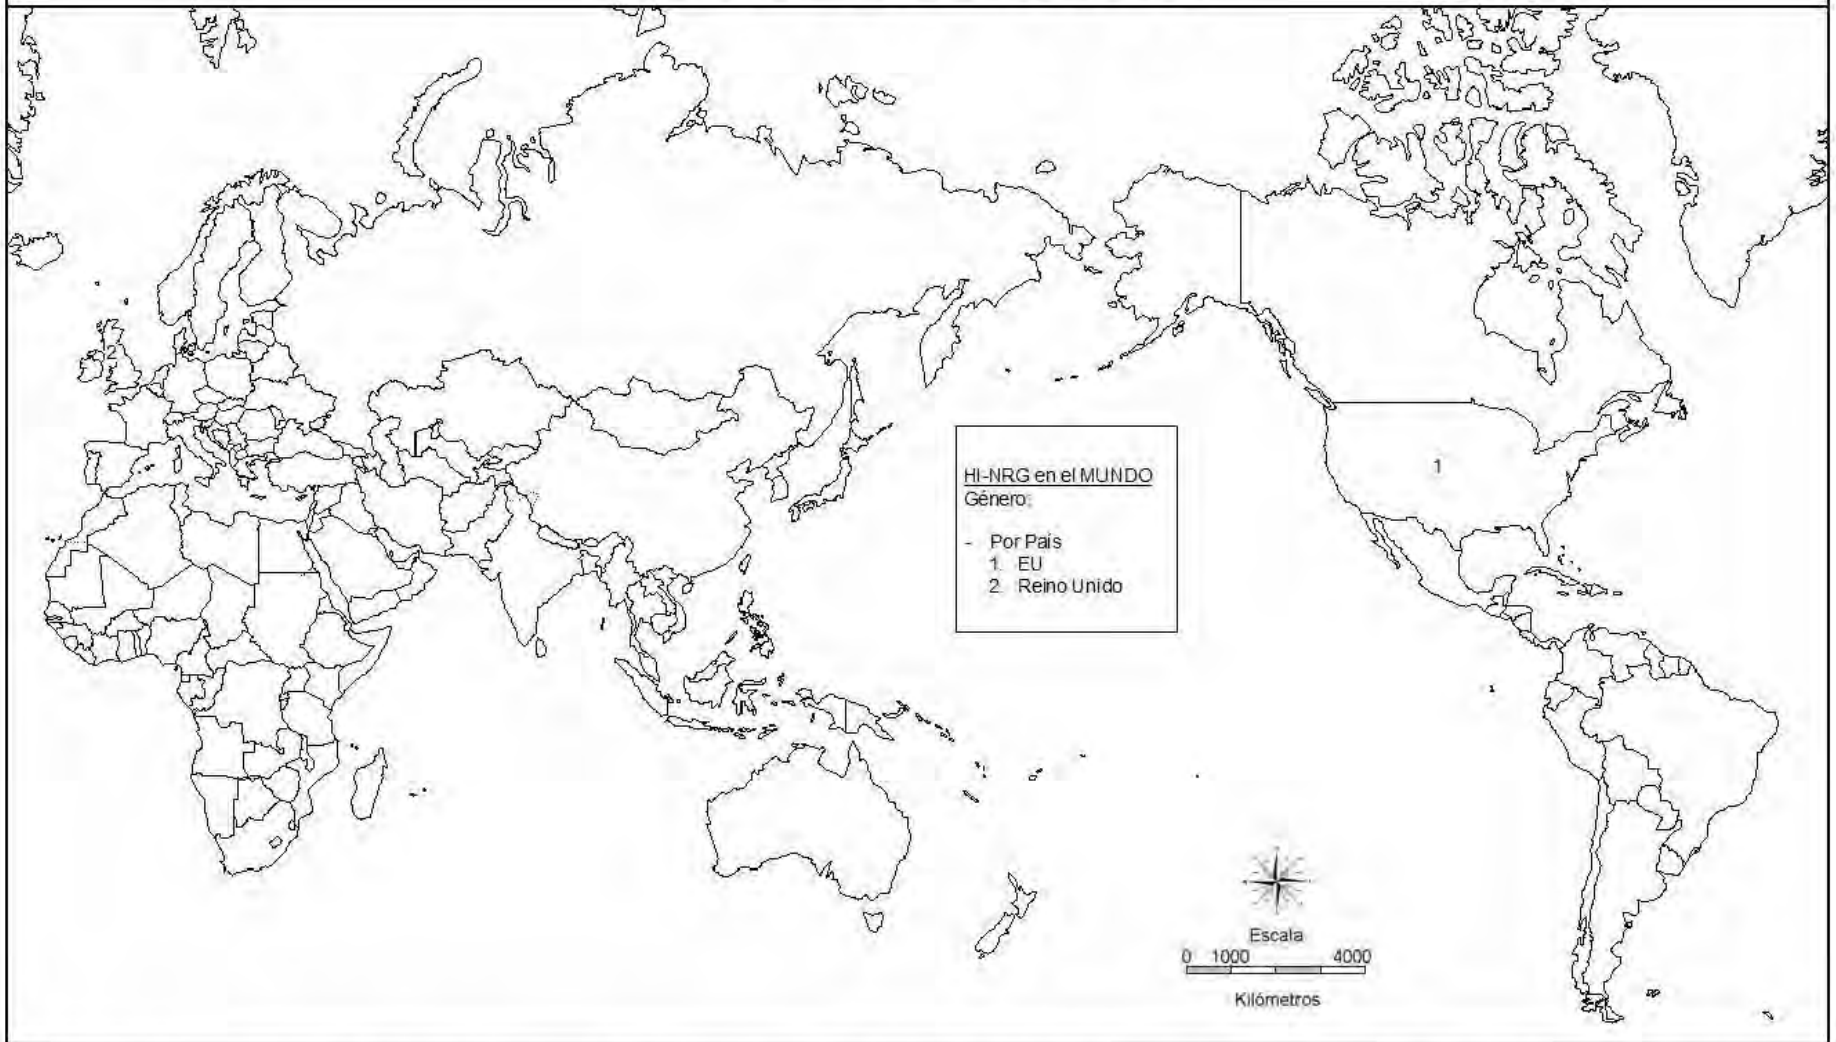 2
1
HI-NRG en el MUNDO
Género:
- Por País
1. EU
2. Reino Unido
Escala
0 1000 4000
Kilómetros